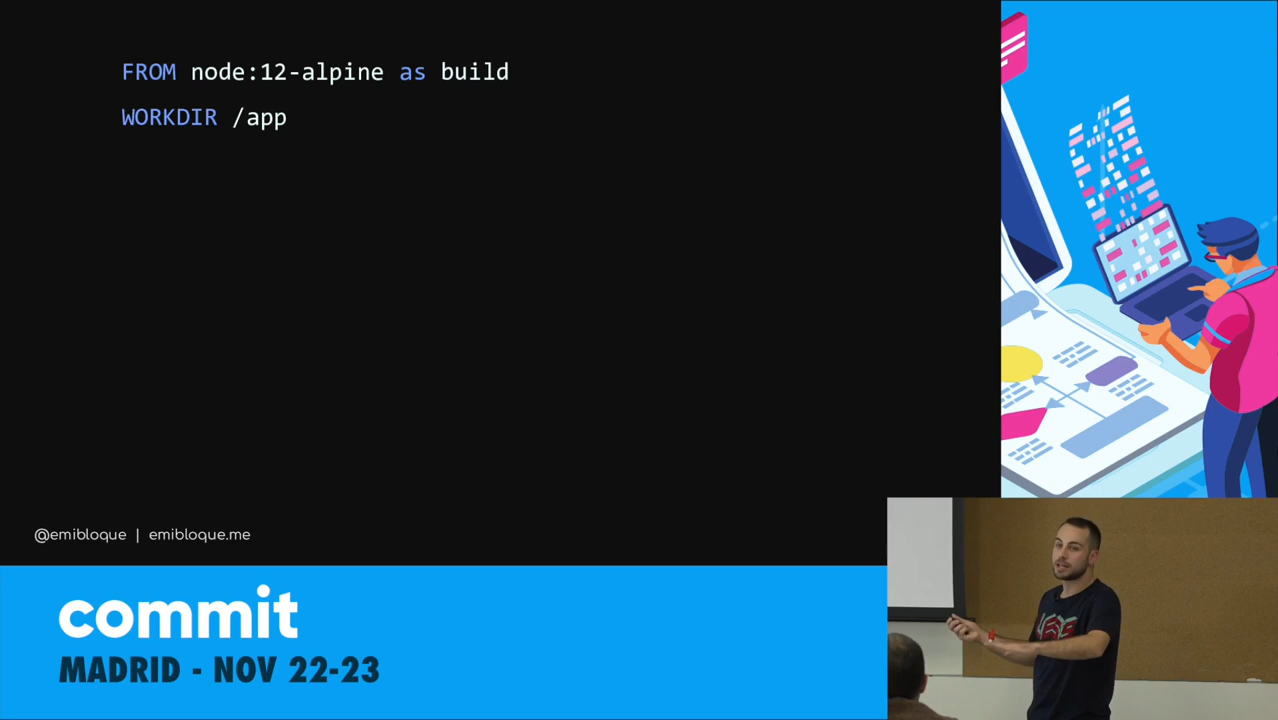 FROM node:12-alpine as build
WORKDIR /app
@emibloque | emibloque.me
commit
MADRID - NOV 22-23